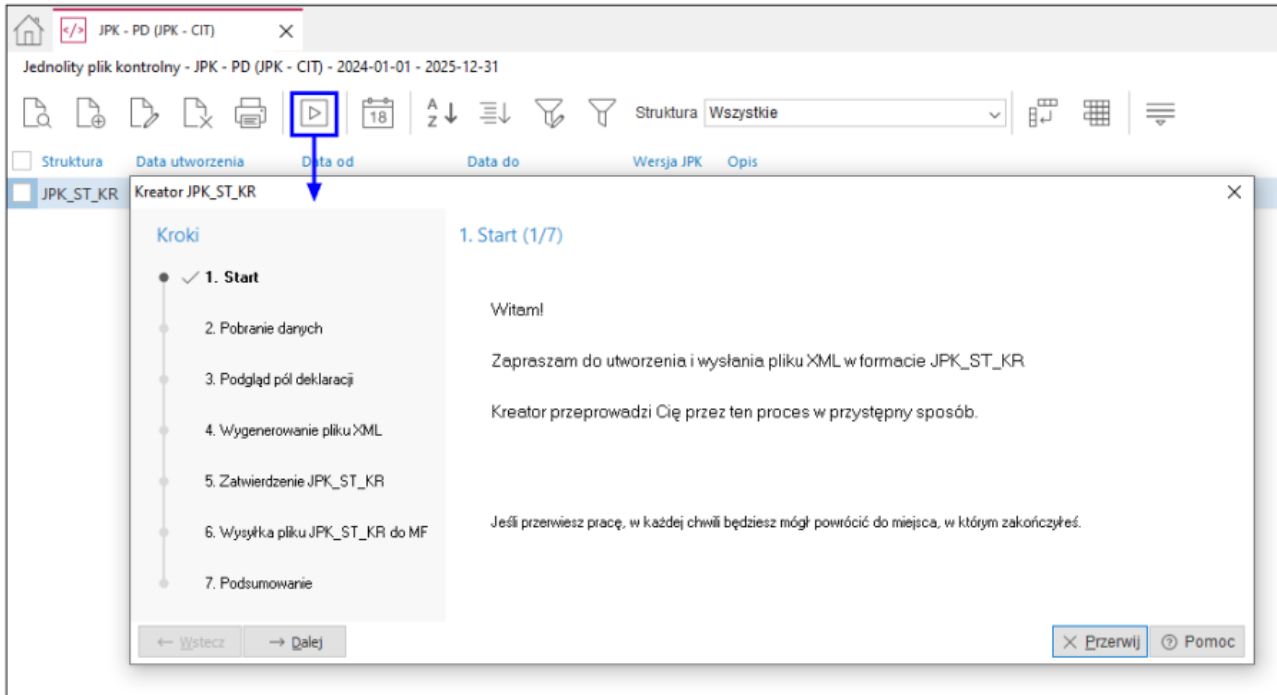 </> JPK - PD (JPK - CIT)
Jednolity plik kontrolny - JPK - PD (JPK - CIT) - 2024-01-01 - 2025-12-31
18 A Z Struktura Wszystkie
Struktura Data utworzenia Data od Data do Wersja JPK Opis
JPK_ST_KR
Kreator JPK_ST_KR
Kroki
1. Start
2. Pobranie danych
3. Podgląd pól deklaracji
4. Wygenerowanie pliku XML
5. Zatwierdzenie JPK_ST_KR
6. Wysyłka pliku JPK_ST_KR do MF
7. Podsumowanie
1. Start (1/7)
Witam!
Zapraszam do utworzenia i wysłania pliku XML w formacie JPK_ST_KR
Kreator przeprowadzi Cię przez ten proces w przystępny sposób.
Jeśli przerwiesz pracę, w każdej chwili będziesz mógł powrócić do miejsca, w którym zakończyłeś.
Wstecz Dalej Przerwij Pomoc